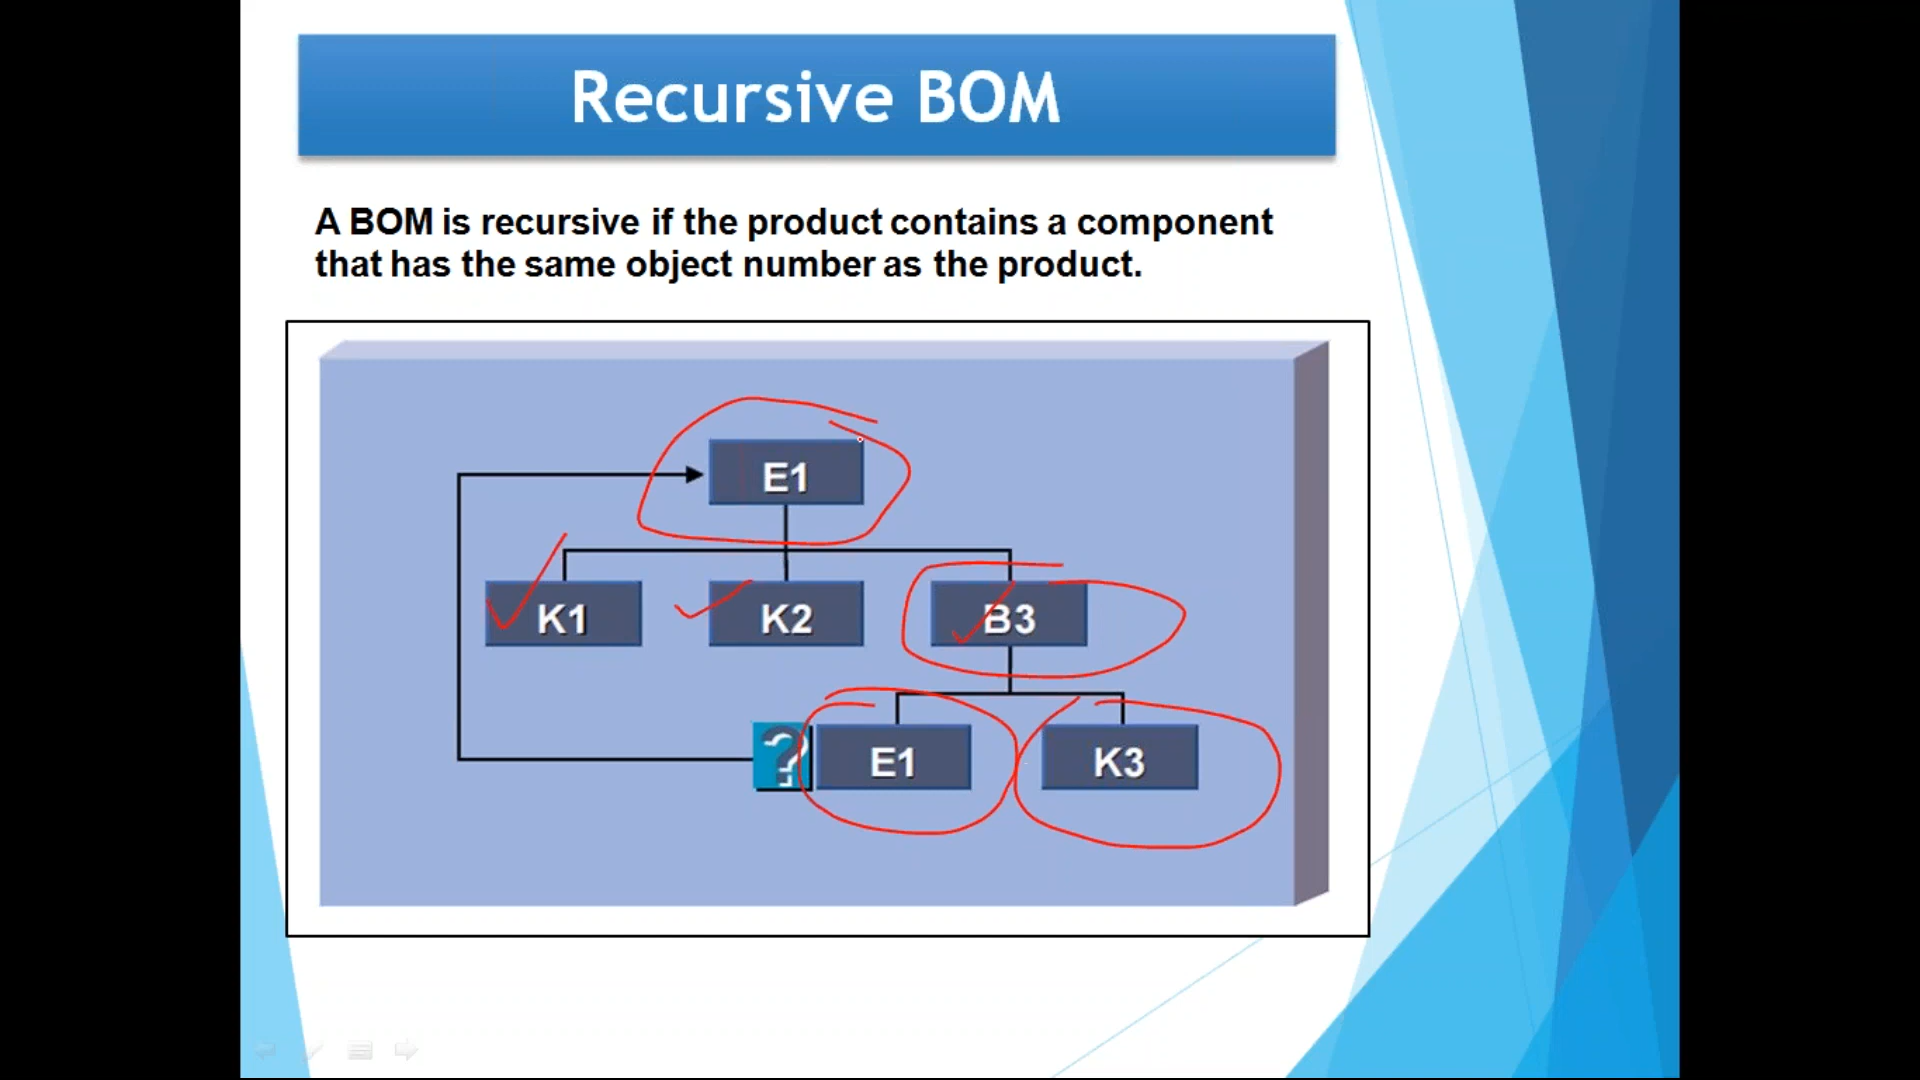 Recursive BOM
A BOM is recursive if the product contains a component
that has the same object number as the product.
E1
K1 K2 B3
? E1 K3